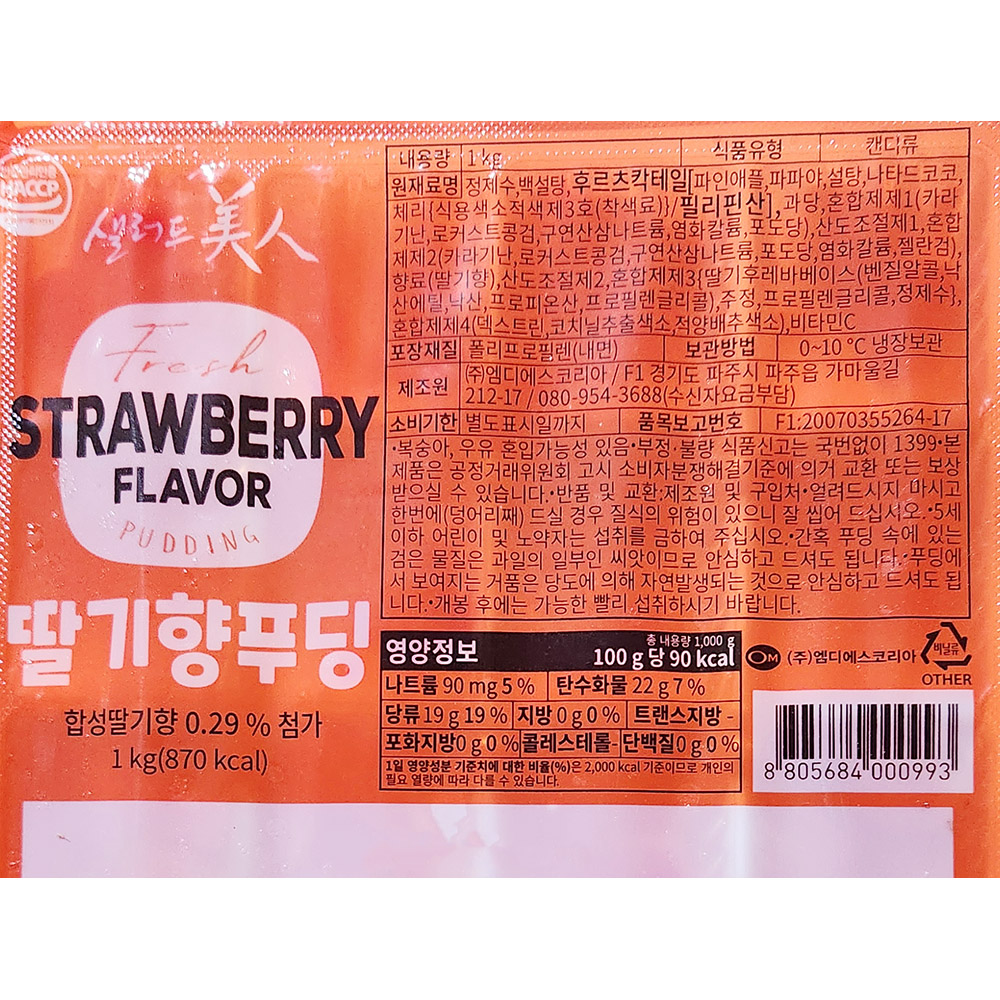 HACCP
샐러드美人
Fresh
STRAWBERRY
FLAVOR
PUDDING
딸기향푸딩
합성딸기향 0.29 % 첨가
1 kg(870 kcal)
내용량 1 kg 식품유형 캔디류
원재료명 정제수,백설탕,후르츠칵테일[파인애플,파파야,설탕,나타드코코,
체리{식용색소적색제3호(착색료)}/필리핀산],과당,혼합제제1(카라
기난,로커스트콩검,구연산삼나트륨,염화칼륨,포도당),산도조절제1,혼합
제제2(카라기난,로커스트콩검,구연산삼나트륨,포도당,염화칼륨,젤란검),
향료(딸기향),산도조절제2,혼합제제3{딸기후레바베이스(벤질알콜,낙
산에틸,낙산,프로피온산,프로필렌글리콜),주정,프로필렌글리콜,정제수},
혼합제제4(덱스트린,코치닐추출색소,적양배추색소),비타민C
포장재질 폴리프로필렌(내면) 보관방법 0~10 ℃ 냉장보관
제조원 ㈜엠디에스코리아 / F1 경기도 파주시 파주읍 가마울길
212-17 / 080-954-3688(수신자요금부담)
소비기한 별도표시일까지 품목보고번호 F1:20070355264-17
•복숭아, 우유 혼입가능성 있음•부정·불량 식품신고는 국번없이 1399•본
제품은 공정거래위원회 고시 소비자분쟁해결기준에 의거 교환 또는 보상
받으실 수 있습니다.•반품 및 교환:제조원 및 구입처•얼려드시지 마시고
한번에(덩어리째) 드실 경우 질식의 위험이 있으니 잘 씹어 드십시오.•5세
이하 어린이 및 노약자는 섭취를 금하여 주십시오.•간혹 푸딩 속에 있는
검은 물질은 과일의 일부인 씨앗이므로 안심하고 드셔도 됩니다.•푸딩에
서 보여지는 거품은 당도에 의해 자연발생되는 것으로 안심하고 드셔도 됩
니다.•개봉 후에는 가능한 빨리 섭취하시기 바랍니다.
영양정보 총 내용량 1,000 g
100 g 당 90 kcal
나트륨 90 mg 5 % 탄수화물 22 g 7 %
당류 19 g 19 % 지방 0 g 0 % 트랜스지방 -
포화지방 0 g 0 % 콜레스테롤 - 단백질 0 g 0 %
1일 영양성분 기준치에 대한 비율(%)은 2,000 kcal 기준이므로 개인의
필요 열량에 따라 다를 수 있습니다.
OM (주)엠디에스코리아
비닐류
OTHER
8 805684 000993